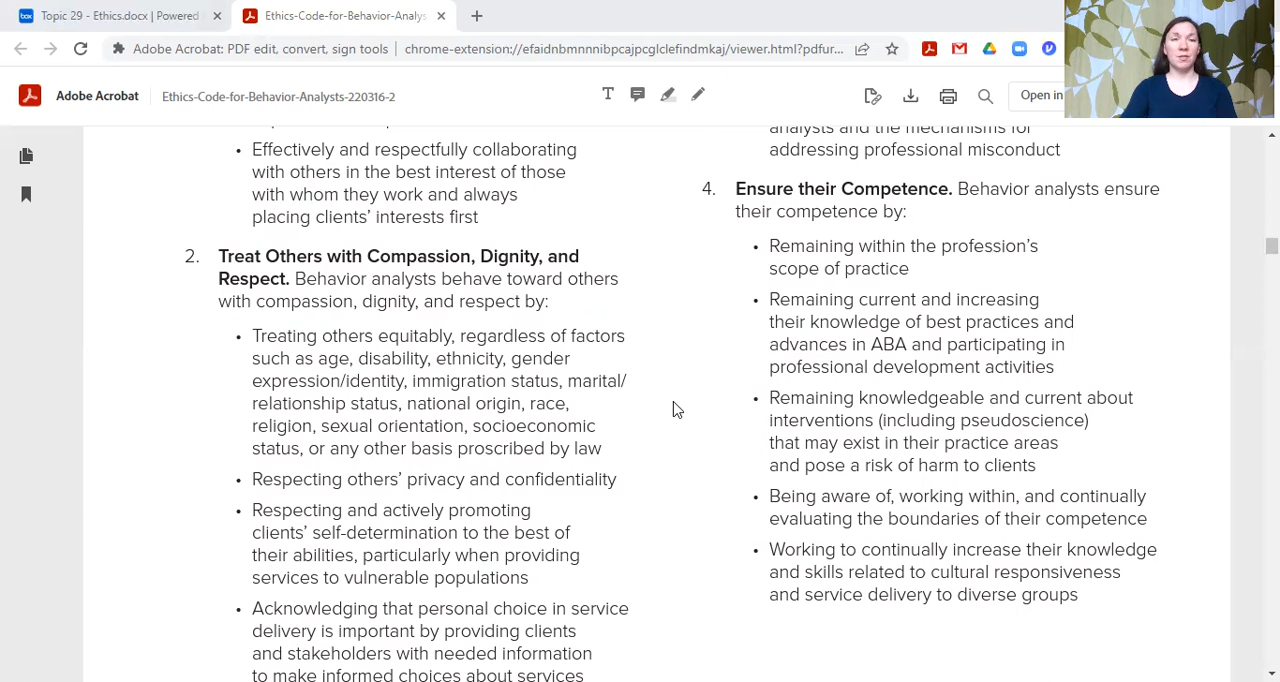 Topic 29 - Ethics.docx | Powered
Ethics-Code-for-Behavior-Analys
Adobe Acrobat: PDF edit, convert, sign tools
chrome-extension://efaidnbmnnnibpcajpcglclefindmkaj/viewer.html?pdfur...
Adobe Acrobat
Ethics-Code-for-Behavior-Analysts-220316-2
Open in
• Effectively and respectfully collaborating
with others in the best interest of those
with whom they work and always
placing clients' interests first
2. Treat Others with Compassion, Dignity, and
Respect. Behavior analysts behave toward others
with compassion, dignity, and respect by:
• Treating others equitably, regardless of factors
such as age, disability, ethnicity, gender
expression/identity, immigration status, marital/
relationship status, national origin, race,
religion, sexual orientation, socioeconomic
status, or any other basis proscribed by law
• Respecting others' privacy and confidentiality
• Respecting and actively promoting
clients' self-determination to the best of
their abilities, particularly when providing
services to vulnerable populations
• Acknowledging that personal choice in service
delivery is important by providing clients
and stakeholders with needed information
to make informed choices about services
analysts and the mechanisms for
addressing professional misconduct
4. Ensure their Competence. Behavior analysts ensure
their competence by:
• Remaining within the profession's
scope of practice
• Remaining current and increasing
their knowledge of best practices and
advances in ABA and participating in
professional development activities
• Remaining knowledgeable and current about
interventions (including pseudoscience)
that may exist in their practice areas
and pose a risk of harm to clients
• Being aware of, working within, and continually
evaluating the boundaries of their competence
• Working to continually increase their knowledge
and skills related to cultural responsiveness
and service delivery to diverse groups